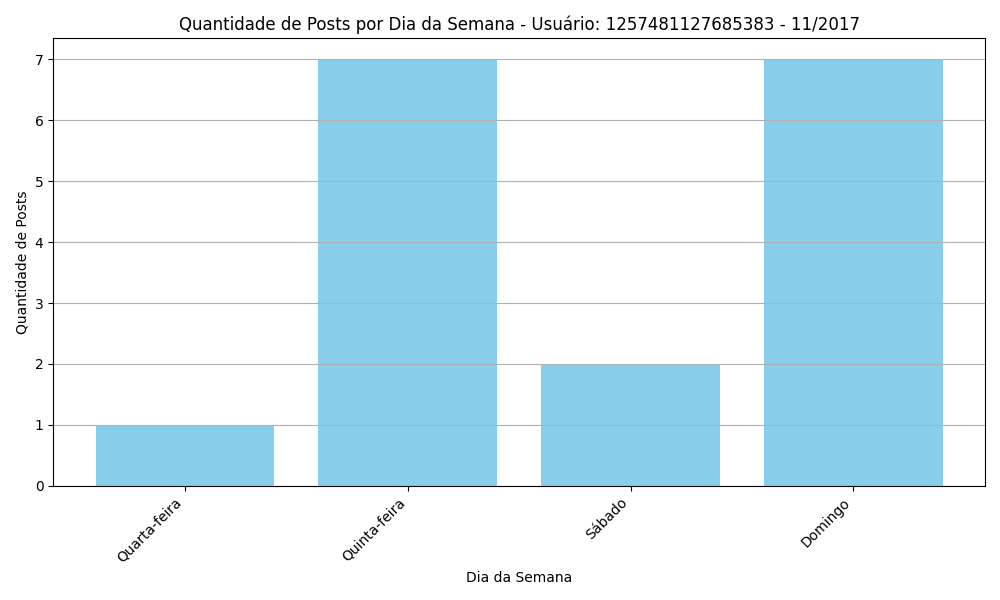 Quantidade de Posts por Dia da Semana - Usuário: 1257481127685383 - 11/2017
Quantidade de Posts
7
6
5
4
3
2
1
0
Quarta-feira
Quinta-feira
Sábado
Domingo
Dia da Semana